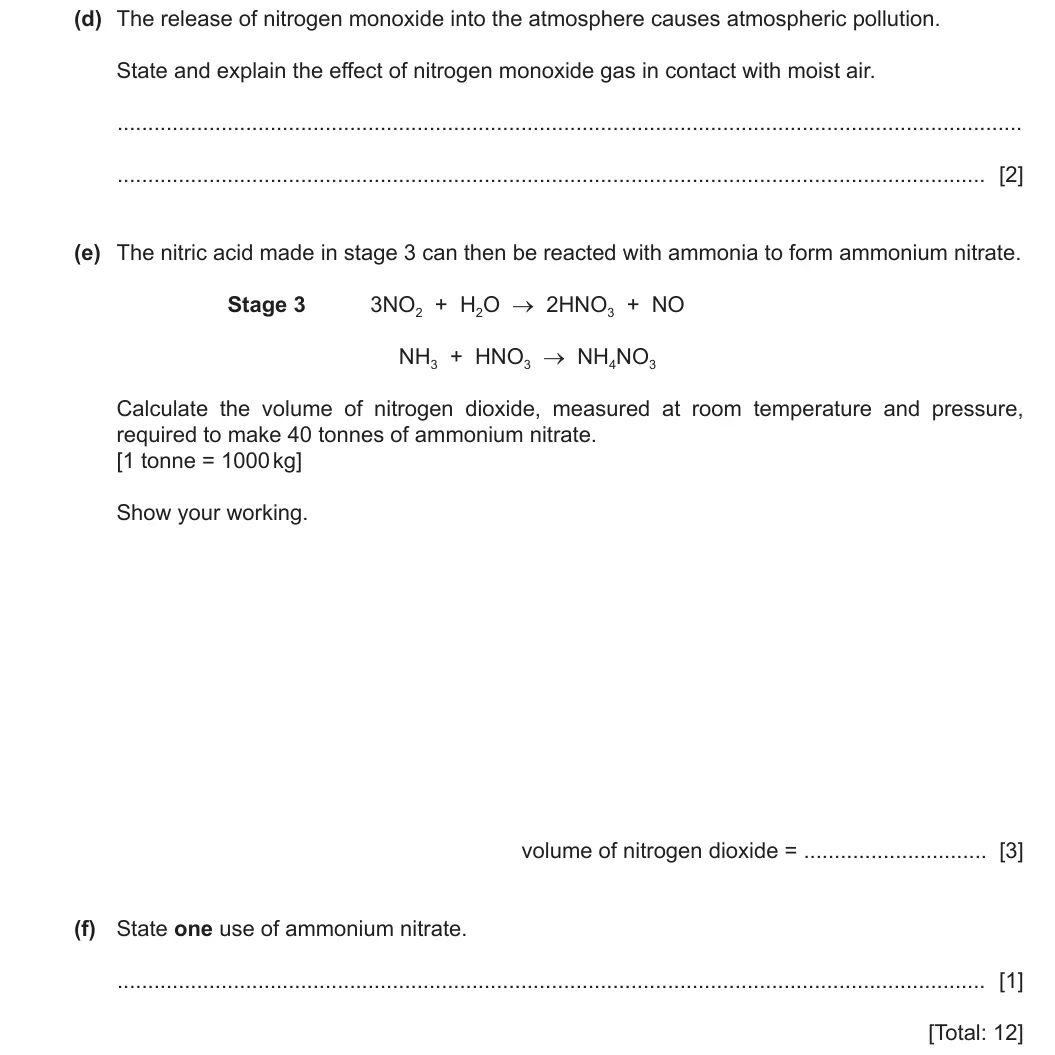 (d) The release of nitrogen monoxide into the atmosphere causes atmospheric pollution.
State and explain the effect of nitrogen monoxide gas in contact with moist air.
[2]
(e) The nitric acid made in stage 3 can then be reacted with ammonia to form ammonium nitrate.
Stage 3 3NO₂ + H₂O → 2HNO₃ + NO
NH₃ + HNO₃ → NH₄NO₃
Calculate the volume of nitrogen dioxide, measured at room temperature and pressure,
required to make 40 tonnes of ammonium nitrate.
[1 tonne = 1000 kg]
Show your working.
volume of nitrogen dioxide = .............................. [3]
(f) State one use of ammonium nitrate.
[1]
[Total: 12]